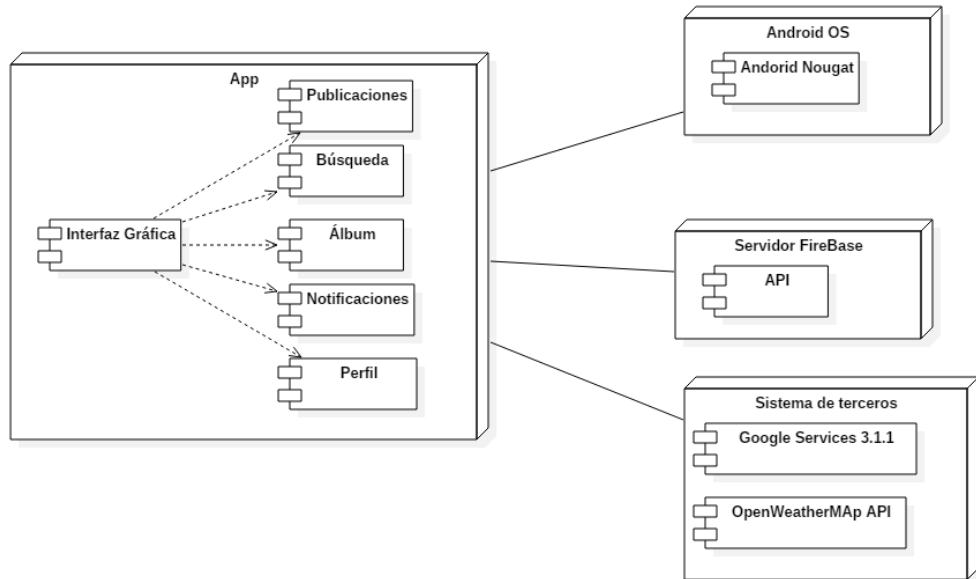 App
Publicaciones
Búsqueda
Interfaz Gráfica
Álbum
Notificaciones
Perfil
Android OS
Andorid Nougat
Servidor FireBase
API
Sistema de terceros
Google Services 3.1.1
OpenWeatherMAp API